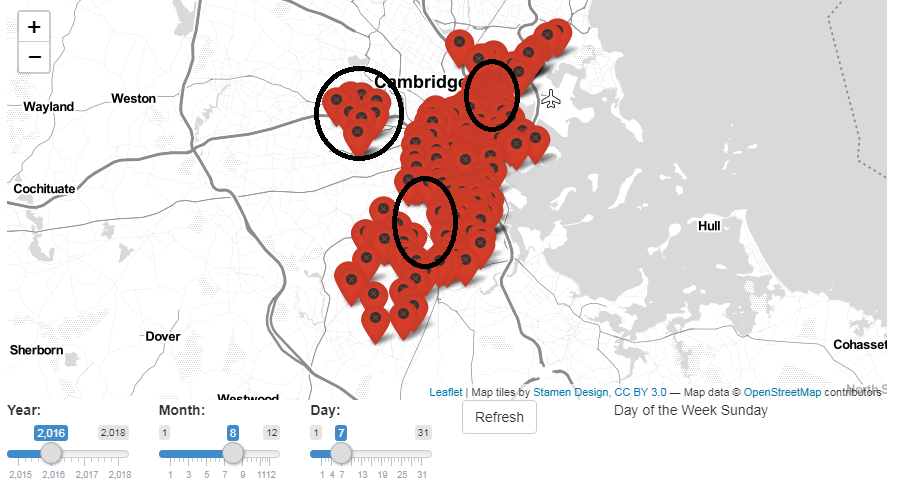 +
−
Cambridge
Weston
Wayland
Cochituate
Hull
Dover
Sherborn
Cohasset
Westwood
Leaflet | Map tiles by Stamen Design, CC BY 3.0 — Map data © OpenStreetMap contributors
North S
Year:
Month:
Day:
Refresh
Day of the Week Sunday
2,016 2,018
1 8 12
1 7 31
2,015 2,016 2,017 2,018
1 3 5 7 9 11 12
1 4 7 13 19 25 31